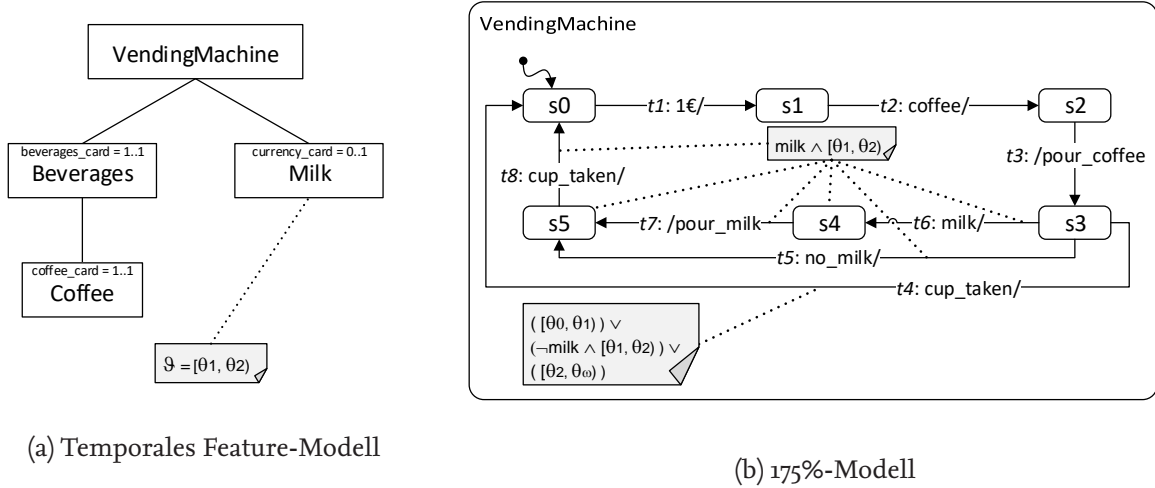 VendingMachine
beverages_card = 1..1
Beverages
currency_card = 0..1
Milk
coffee_card = 1..1
Coffee
ϑ = [θ1, θ2)
(a) Temporales Feature-Modell
VendingMachine
s0
t1: 1€/
s1
t2: coffee/
s2
milk ∧ [θ1, θ2)
t3: /pour_coffee
t8: cup_taken/
s5
t7: /pour_milk
s4
t6: milk/
s3
t5: no_milk/
t4: cup_taken/
( [θ0, θ1) ) ∨
(¬milk ∧ [θ1, θ2) ) ∨
( [θ2, θω) )
(b) 175%-Modell